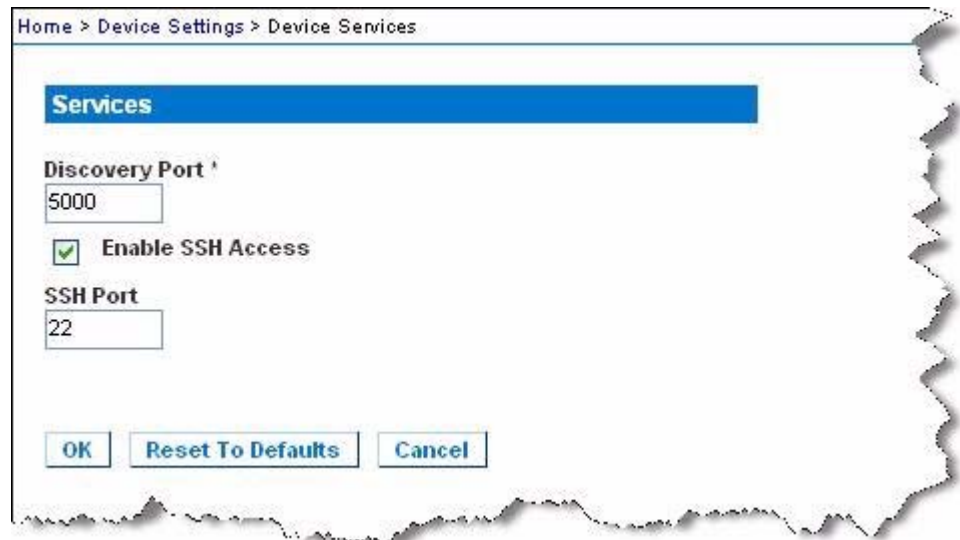 Home > Device Settings > Device Services
Services
Discovery Port *
5000
Enable SSH Access
SSH Port
22
OK Reset To Defaults Cancel